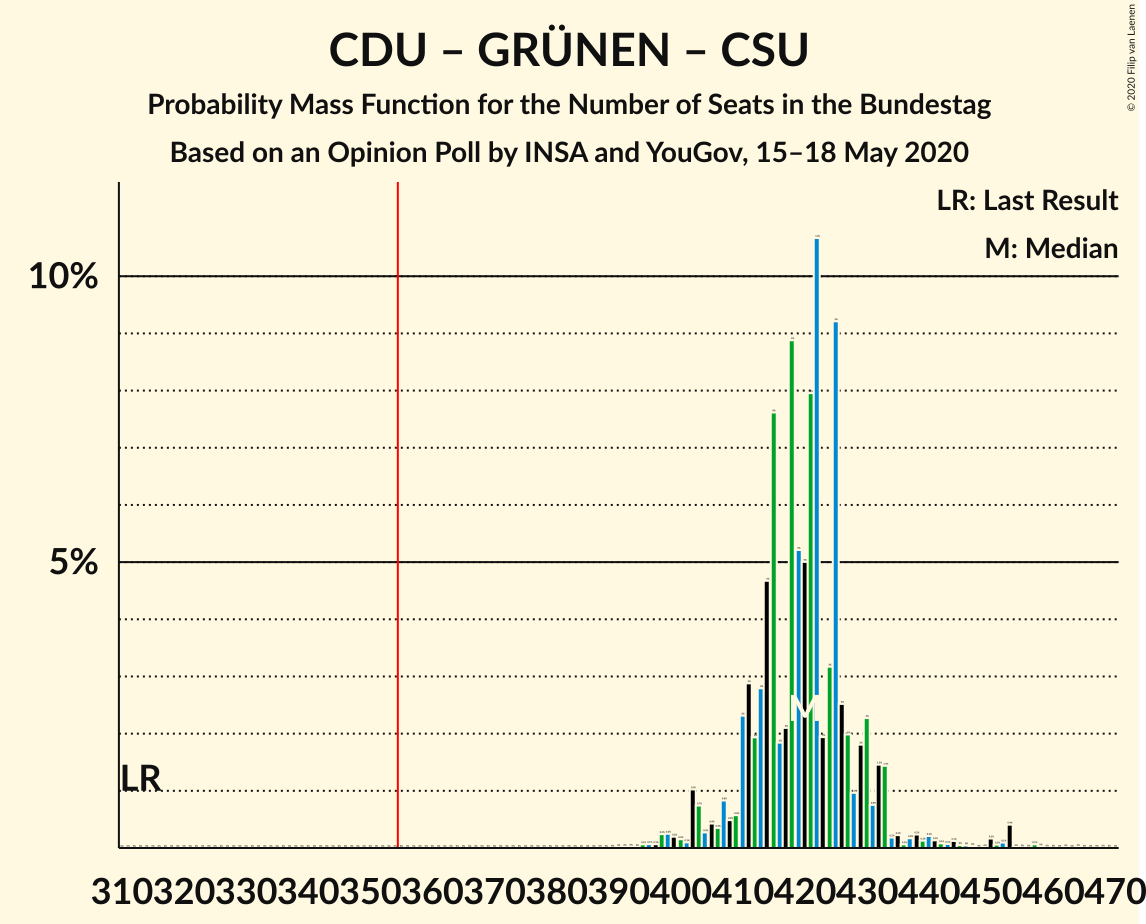 CDU – GRÜNEN – CSU
Probability Mass Function for the Number of Seats in the Bundestag
Based on an Opinion Poll by INSA and YouGov, 15–18 May 2020
© 2020 Filip van Laenen
LR: Last Result
M: Median
10%
5%
LR
M
310 320 330 340 350 360 370 380 390 400 410 420 430 440 450 460 470